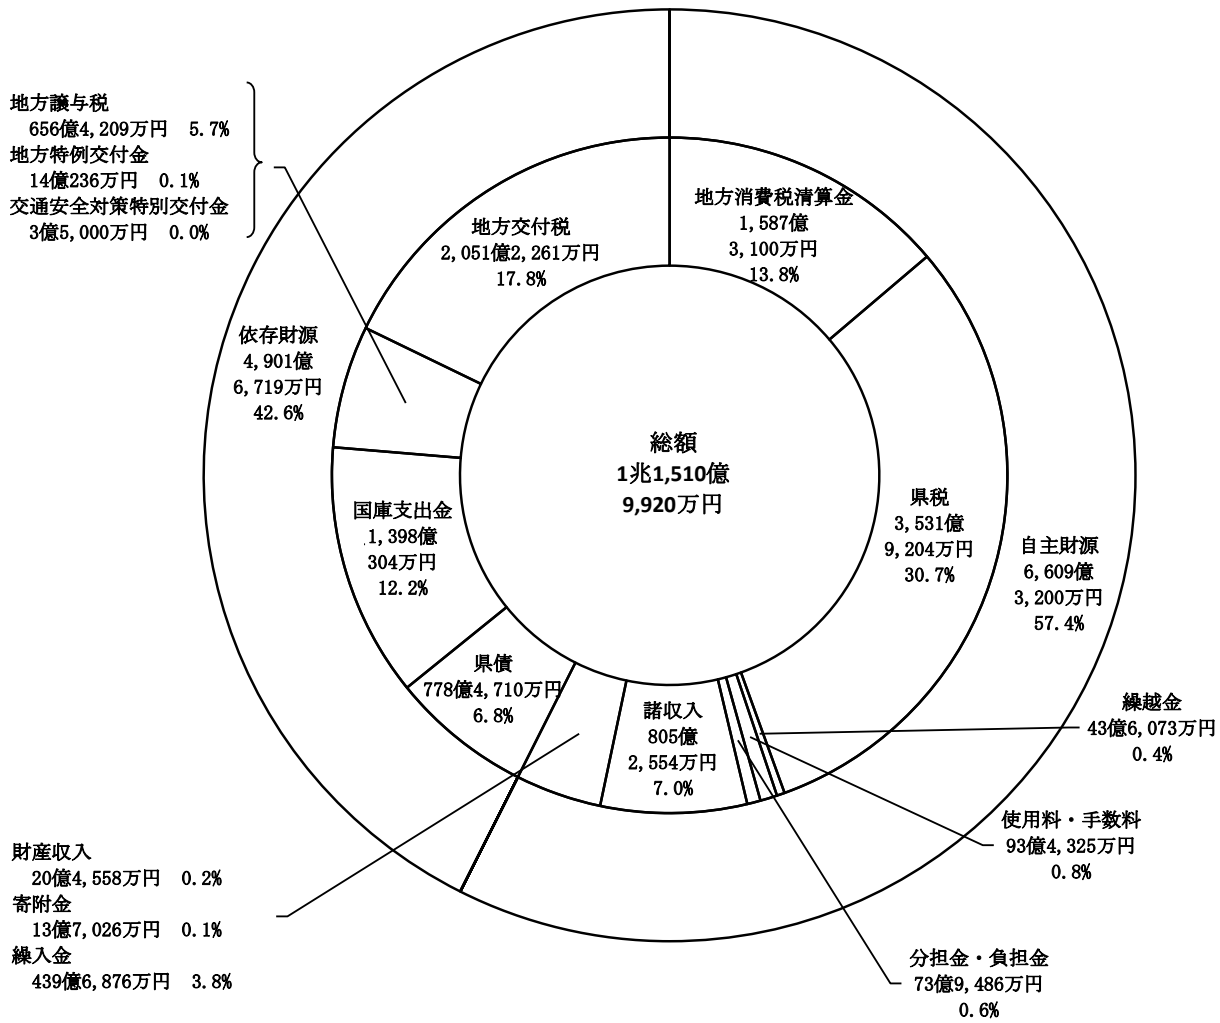 地方譲与税
656億4,209万円 5.7%
地方特例交付金
14億236万円 0.1%
交通安全対策特別交付金
3億5,000万円 0.0%
地方交付税
2,051億2,261万円
17.8%
地方消費税清算金
1,587億
3,100万円
13.8%
依存財源
4,901億
6,719万円
42.6%
総額
1兆1,510億
9,920万円
国庫支出金
1,398億
304万円
12.2%
県税
3,531億
9,204万円
30.7%
自主財源
6,609億
3,200万円
57.4%
県債
778億4,710万円
6.8%
諸収入
805億
2,554万円
7.0%
繰越金
43億6,073万円
0.4%
使用料・手数料
93億4,325万円
0.8%
財産収入
20億4,558万円 0.2%
寄附金
13億7,026万円 0.1%
繰入金
439億6,876万円 3.8%
分担金・負担金
73億9,486万円
0.6%